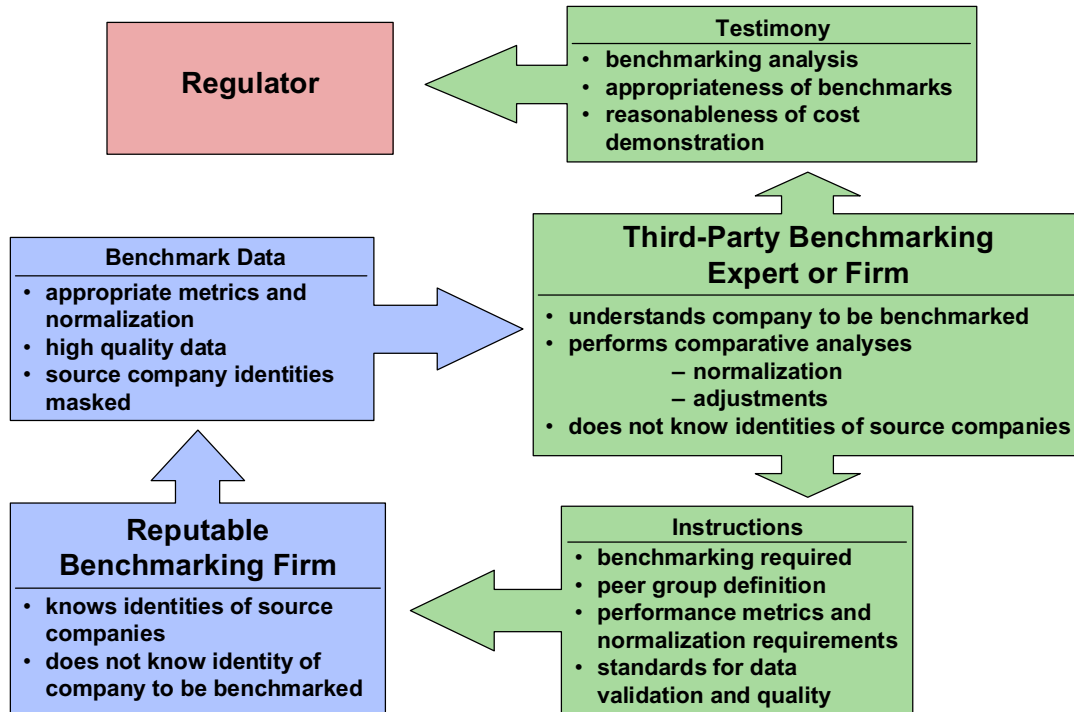 Regulator
Testimony
• benchmarking analysis
• appropriateness of benchmarks
• reasonableness of cost
demonstration
Benchmark Data
• appropriate metrics and
normalization
• high quality data
• source company identities
masked
Third-Party Benchmarking
Expert or Firm
• understands company to be benchmarked
• performs comparative analyses
– normalization
– adjustments
• does not know identities of source companies
Reputable
Benchmarking Firm
• knows identities of source
companies
• does not know identity of
company to be benchmarked
Instructions
• benchmarking required
• peer group definition
• performance metrics and
normalization requirements
• standards for data
validation and quality